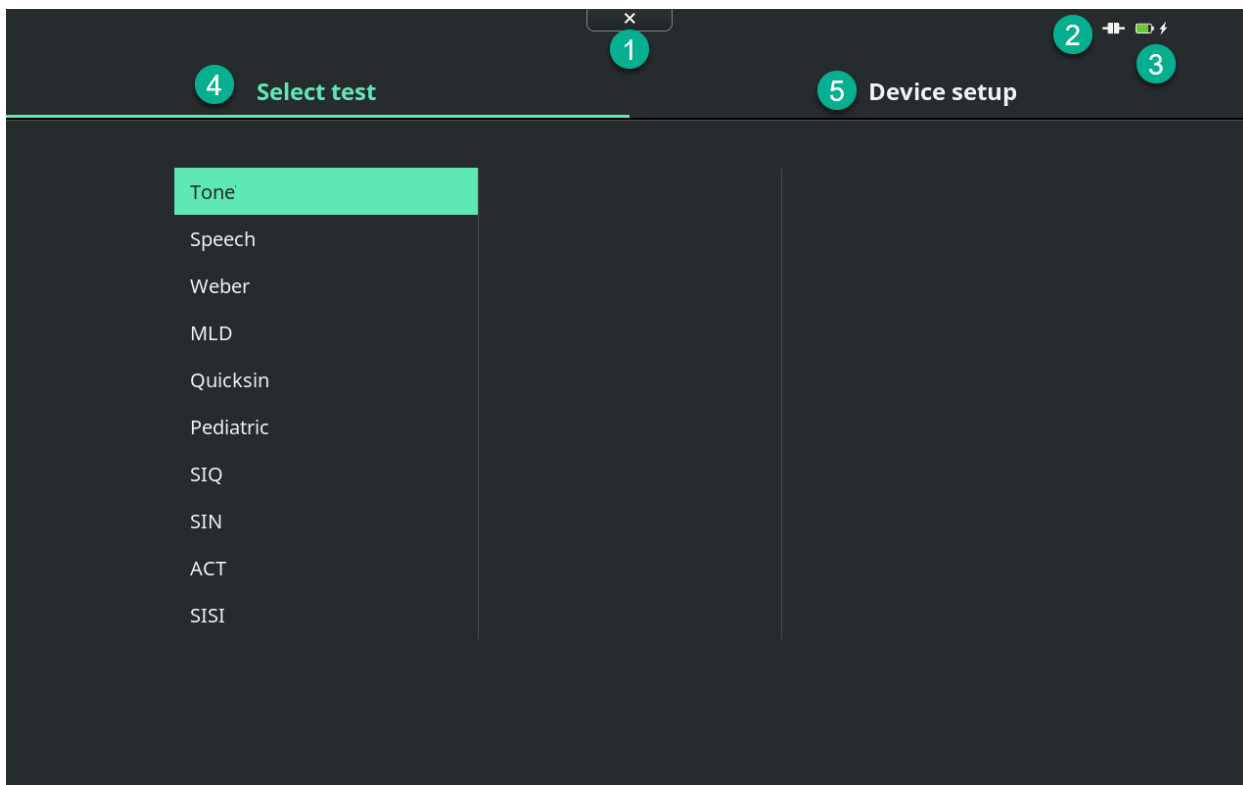 ×
1
2
3
4 Select test
5 Device setup
Tone
Speech
Weber
MLD
Quicksin
Pediatric
SIQ
SIN
ACT
SISI